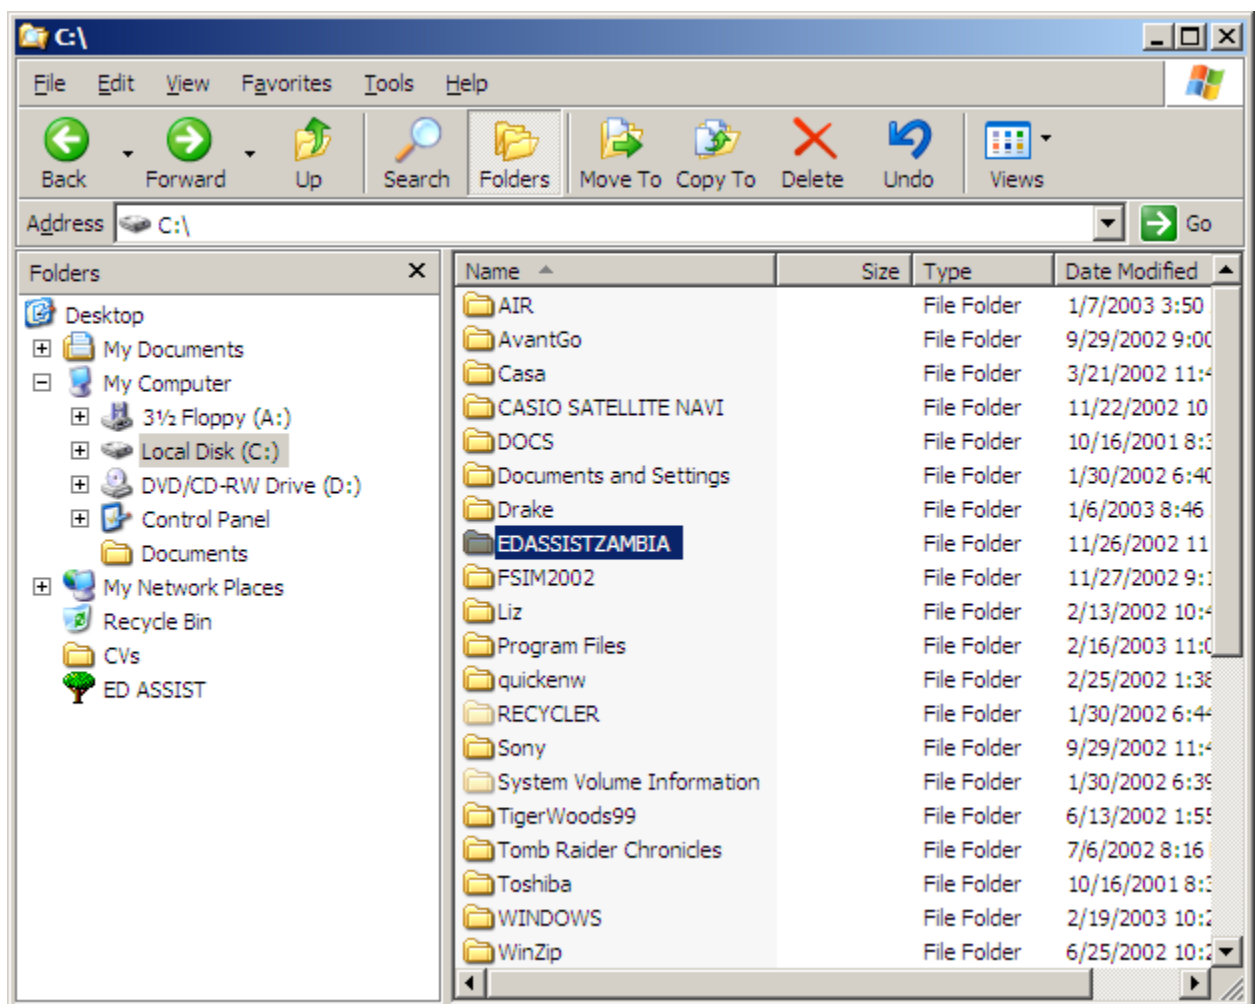 C:\
File Edit View Favorites Tools Help
Back Forward Up Search Folders Move To Copy To Delete Undo Views
Address C:\ Go
Folders
Desktop
My Documents
My Computer
3½ Floppy (A:)
Local Disk (C:)
DVD/CD-RW Drive (D:)
Control Panel
Documents
My Network Places
Recycle Bin
CVs
ED ASSIST
Name Size Type Date Modified
AIR File Folder 1/7/2003 3:50
AvantGo File Folder 9/29/2002 9:00
Casa File Folder 3/21/2002 11:4
CASIO SATELLITE NAVI File Folder 11/22/2002 10
DOCS File Folder 10/16/2001 8:3
Documents and Settings File Folder 1/30/2002 6:40
Drake File Folder 1/6/2003 8:46
EDASSISTZAMBIA File Folder 11/26/2002 11
FSIM2002 File Folder 11/27/2002 9:1
Liz File Folder 2/13/2002 10:4
Program Files File Folder 2/16/2003 11:0
quickenw File Folder 2/25/2002 1:38
RECYCLER File Folder 1/30/2002 6:44
Sony File Folder 9/29/2002 11:4
System Volume Information File Folder 1/30/2002 6:39
TigerWoods99 File Folder 6/13/2002 1:55
Tomb Raider Chronicles File Folder 7/6/2002 8:16
Toshiba File Folder 10/16/2001 8:3
WINDOWS File Folder 2/19/2003 10:2
WinZip File Folder 6/25/2002 10:2